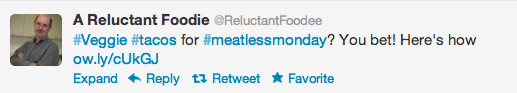 A Reluctant Foodie @ReluctantFoodee
#Veggie #tacos for #meatlessmonday? You bet! Here's how
ow.ly/cUkGJ
Expand Reply Retweet Favorite